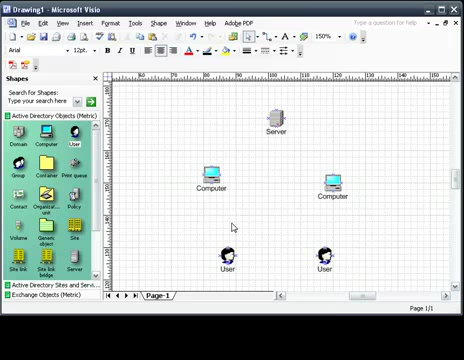 Drawing1 - Microsoft Visio
File Edit View Insert Format Tools Shape Window Help Adobe PDF
Type a question for help
150%
Arial 12pt.
Shapes
Search for Shapes:
Type your search here
Active Directory Objects (Metric)
Domain Computer User
Group Container Print queue
Contact Organizat... unit Policy
Volume Generic object Site
Site link Site link bridge Server
Active Directory Sites and Servi...
Exchange Objects (Metric)
Server
Computer
Computer
User
User
Page-1
Page 1/1